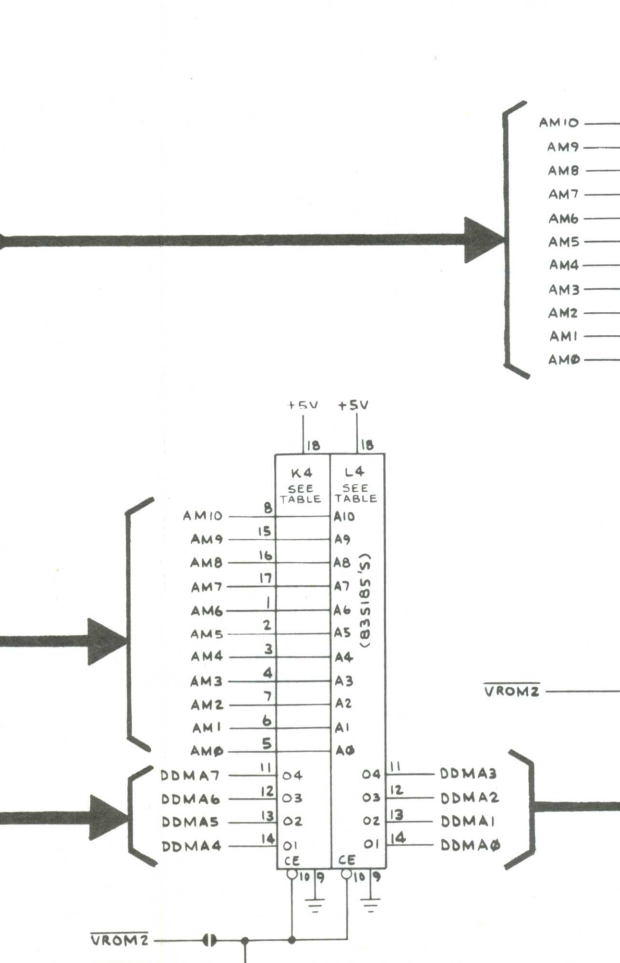 AM10
AM9
AM8
AM7
AM6
AM5
AM4
AM3
AM2
AM1
AMØ
+5V +5V
18 18
K4 L4
SEE TABLE SEE TABLE
AM10 8 A10
AM9 15 A9
AM8 16 A8
AM7 17 A7
AM6 1 A6
AM5 2 A5
AM4 3 A4
AM3 4 A3
AM2 7 A2
AM1 6 A1
AMØ 5 AØ
(83S185'S)
VROM2
DDMA7 11 O4 O4 11 DDMA3
DDMA6 12 O3 O3 12 DDMA2
DDMA5 13 O2 O2 13 DDMA1
DDMA4 14 O1 O1 14 DDMAØ
CE CE
10 9 10 9
VROM2